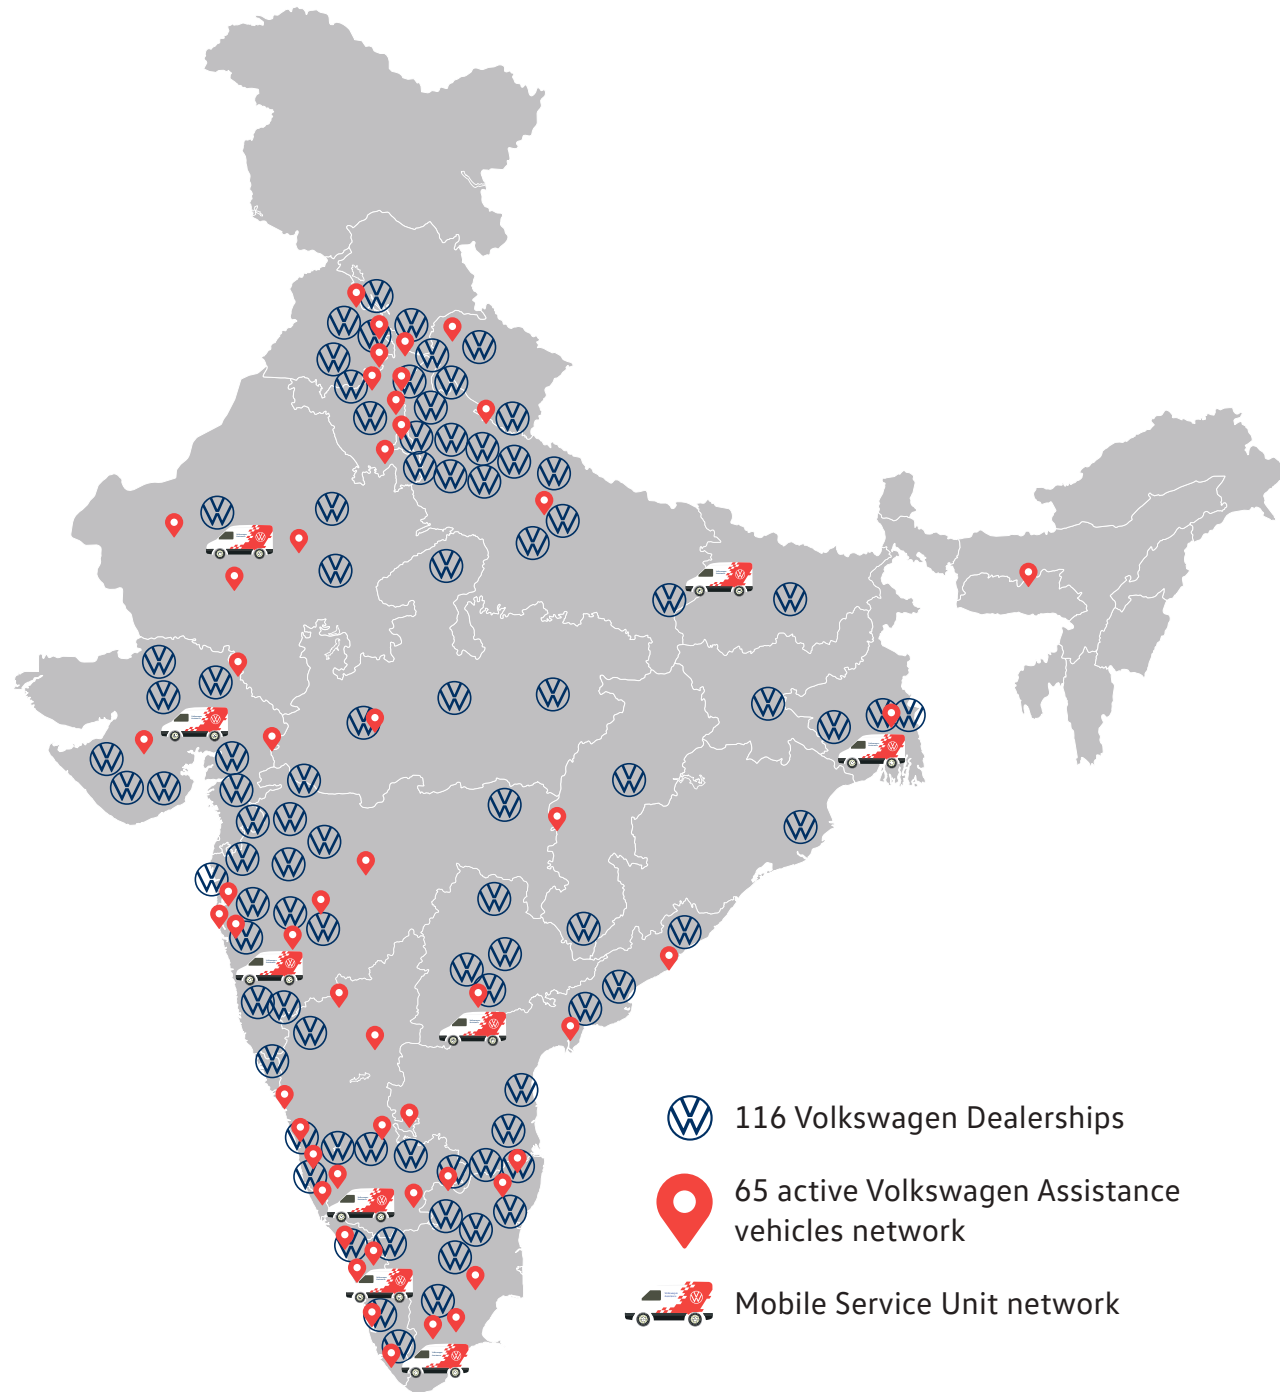 116 Volkswagen Dealerships
65 active Volkswagen Assistance
vehicles network
Mobile Service Unit network